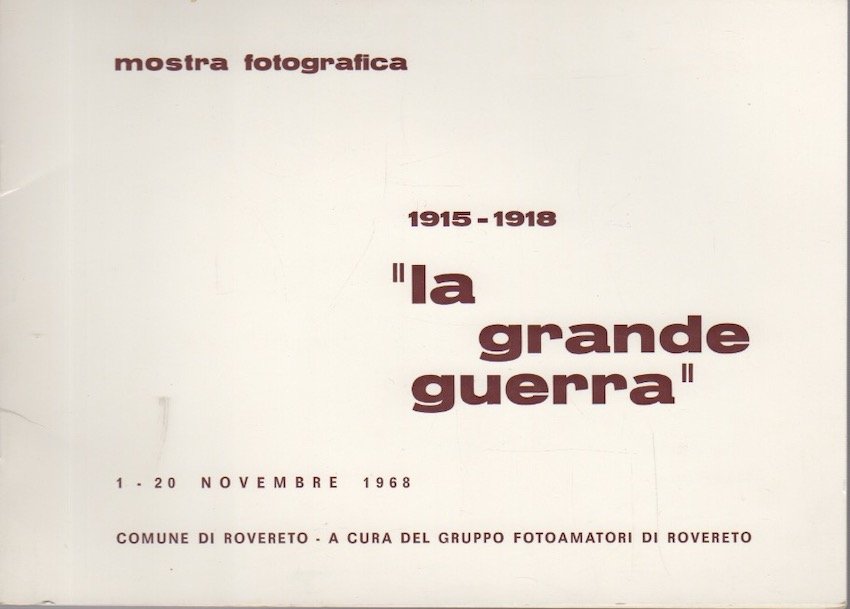 mostra fotografica
1915 - 1918
"la
grande
guerra"
1 - 20 NOVEMBRE 1968
COMUNE DI ROVERETO - A CURA DEL GRUPPO FOTOAMATORI DI ROVERETO